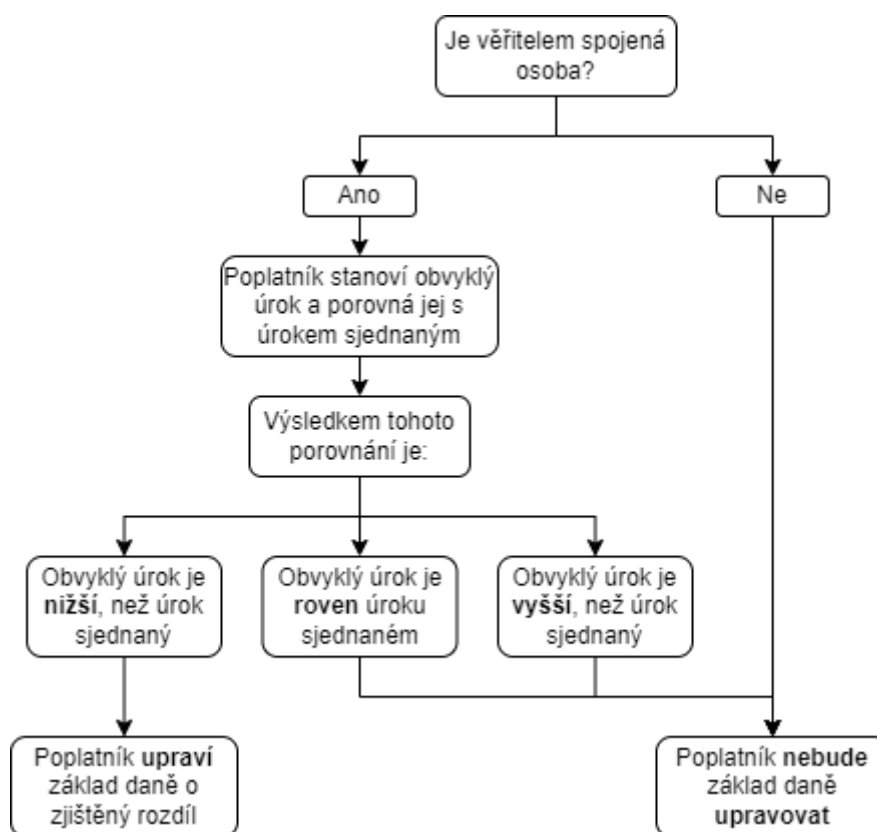 Je věřitelem spojená
osoba?
Ano
Ne
Poplatník stanoví obvyklý
úrok a porovná jej s
úrokem sjednaným
Výsledkem tohoto
porovnání je:
Obvyklý úrok je
nižší, než úrok
sjednaný
Obvyklý úrok je
roven úroku
sjednaném
Obvyklý úrok je
vyšší, než úrok
sjednaný
Poplatník upraví
základ daně o
zjištěný rozdíl
Poplatník nebude
základ daně
upravovat